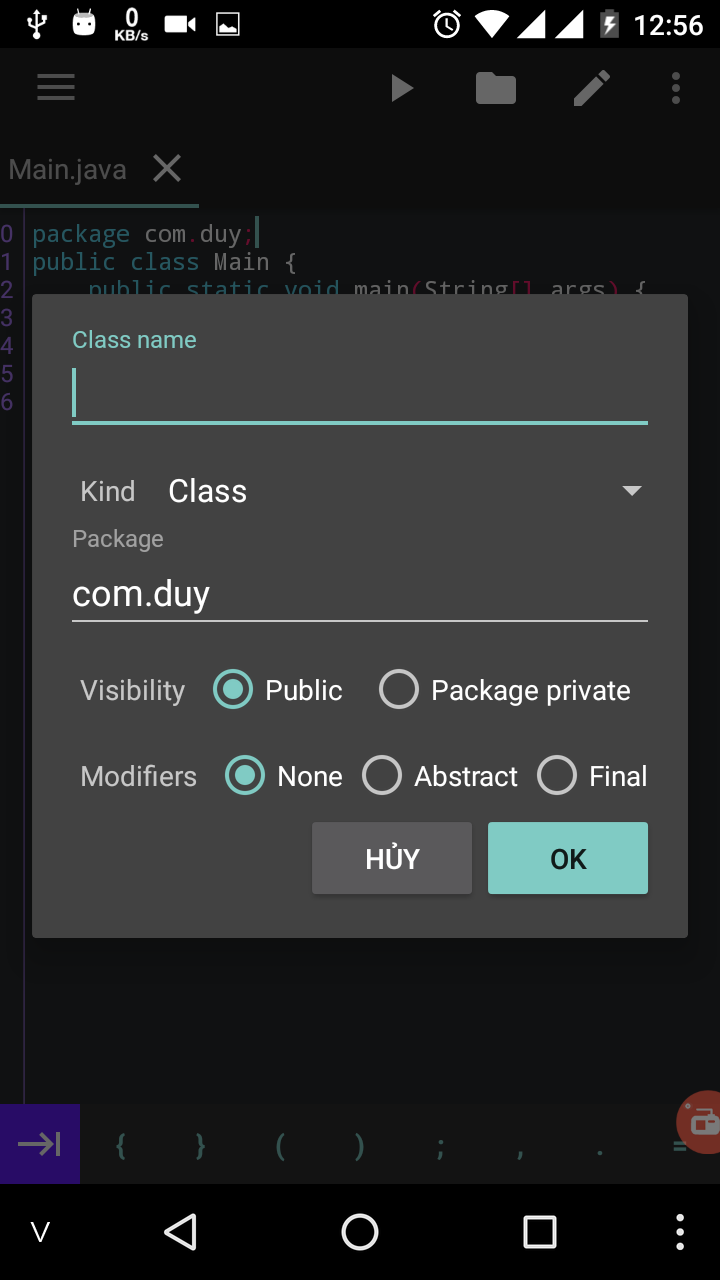 0 KB/s 12:56
Main.java
0 package com.duy;
1 public class Main {
2 public static void main(String[] args) {
3
4
5
6
Class name
Kind Class
Package
com.duy
Visibility Public Package private
Modifiers None Abstract Final
HỦY OK
{ } ( ) ; , . =